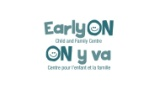 EarlyON
Child and Family Centre
ON y va
Centre pour l'enfant et la famille